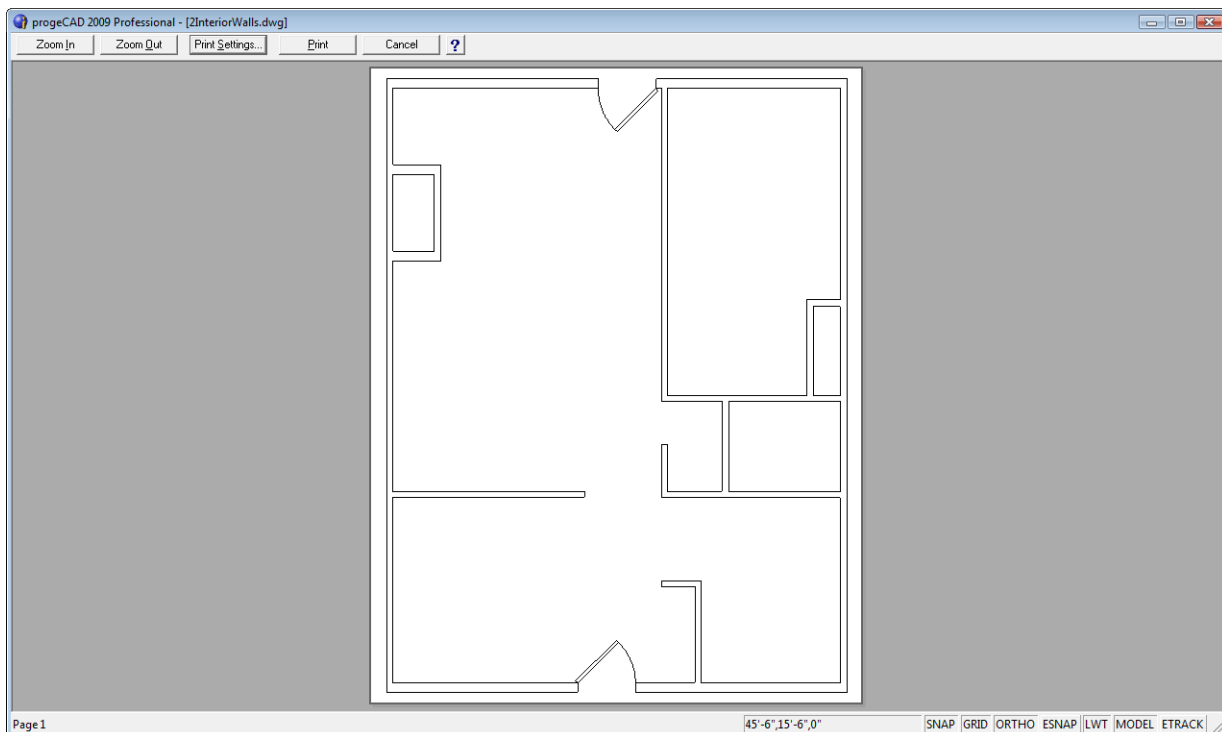 progeCAD 2009 Professional - [2InteriorWalls.dwg]
Zoom In Zoom Out Print Settings... Print Cancel ?
Page 1 45'-6",15'-6",0" SNAP GRID ORTHO ESNAP LWT MODEL ETRACK